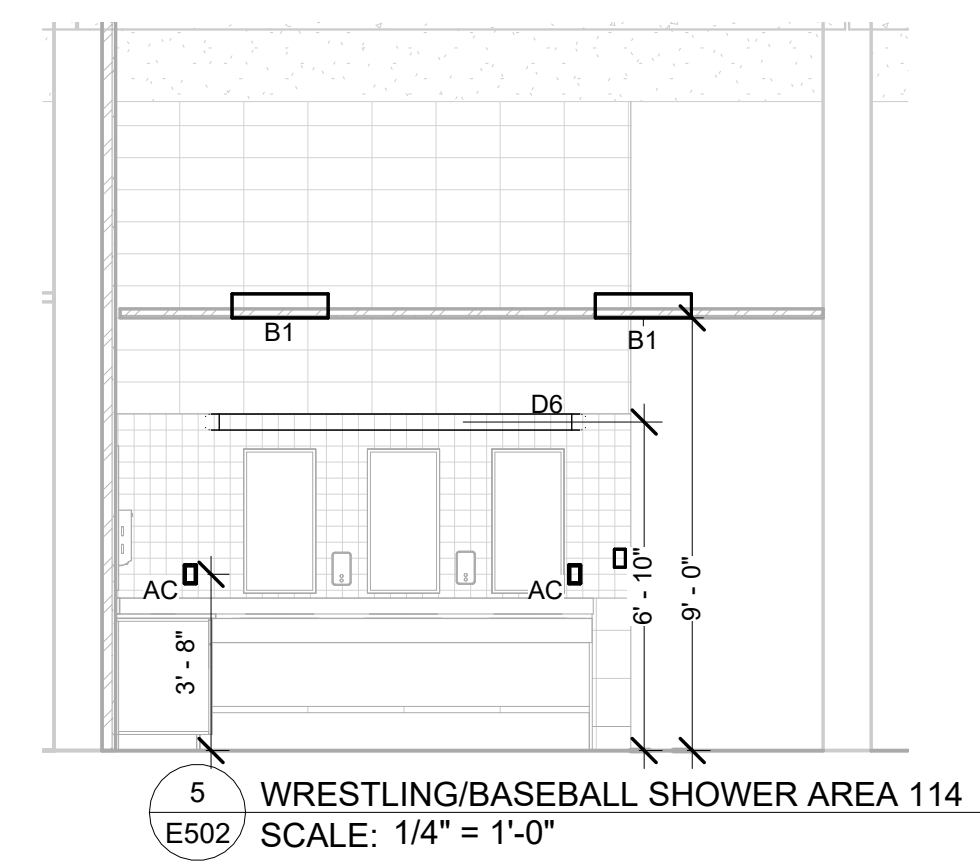 B1
B1
D6
AC
AC
3' - 8"
6' - 10"
9' - 0"
5
E502
WRESTLING/BASEBALL SHOWER AREA 114
SCALE: 1/4" = 1'-0"